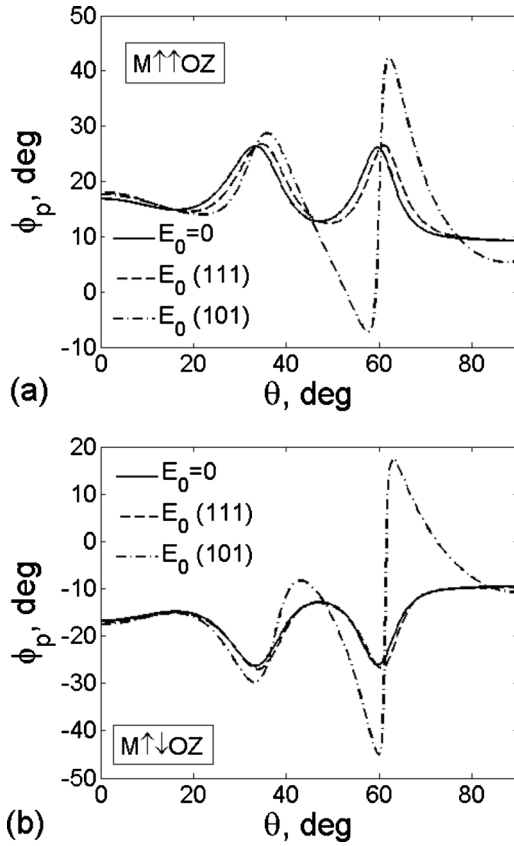 50
40
30
20
10
0
-10
ϕp, deg
M↑↑OZ
E0=0
E0 (111)
E0 (101)
0 20 40 60 80
θ, deg
(a)
20
10
0
-10
-20
-30
-40
-50
ϕp, deg
E0=0
E0 (111)
E0 (101)
M↑↓OZ
0 20 40 60 80
θ, deg
(b)